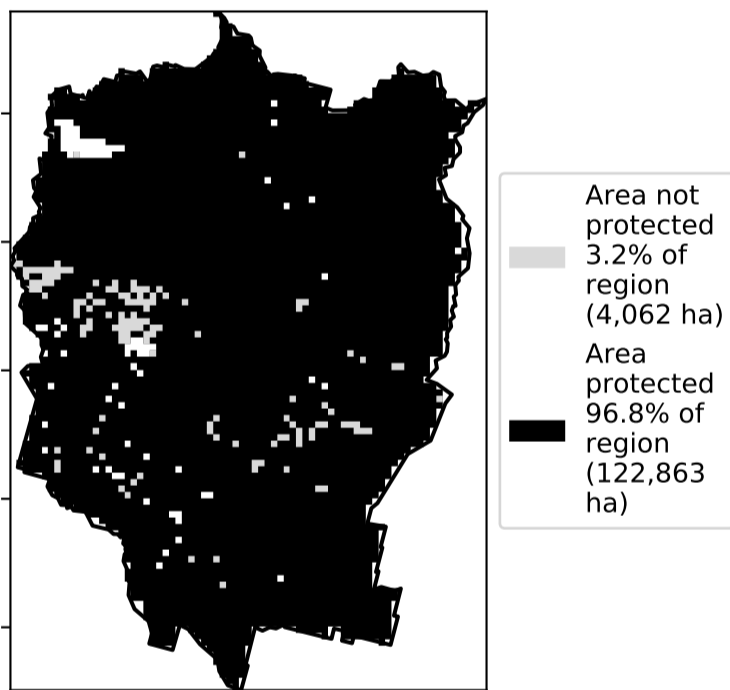 Area not
protected
3.2% of
region
(4,062 ha)
Area
protected
96.8% of
region
(122,863
ha)